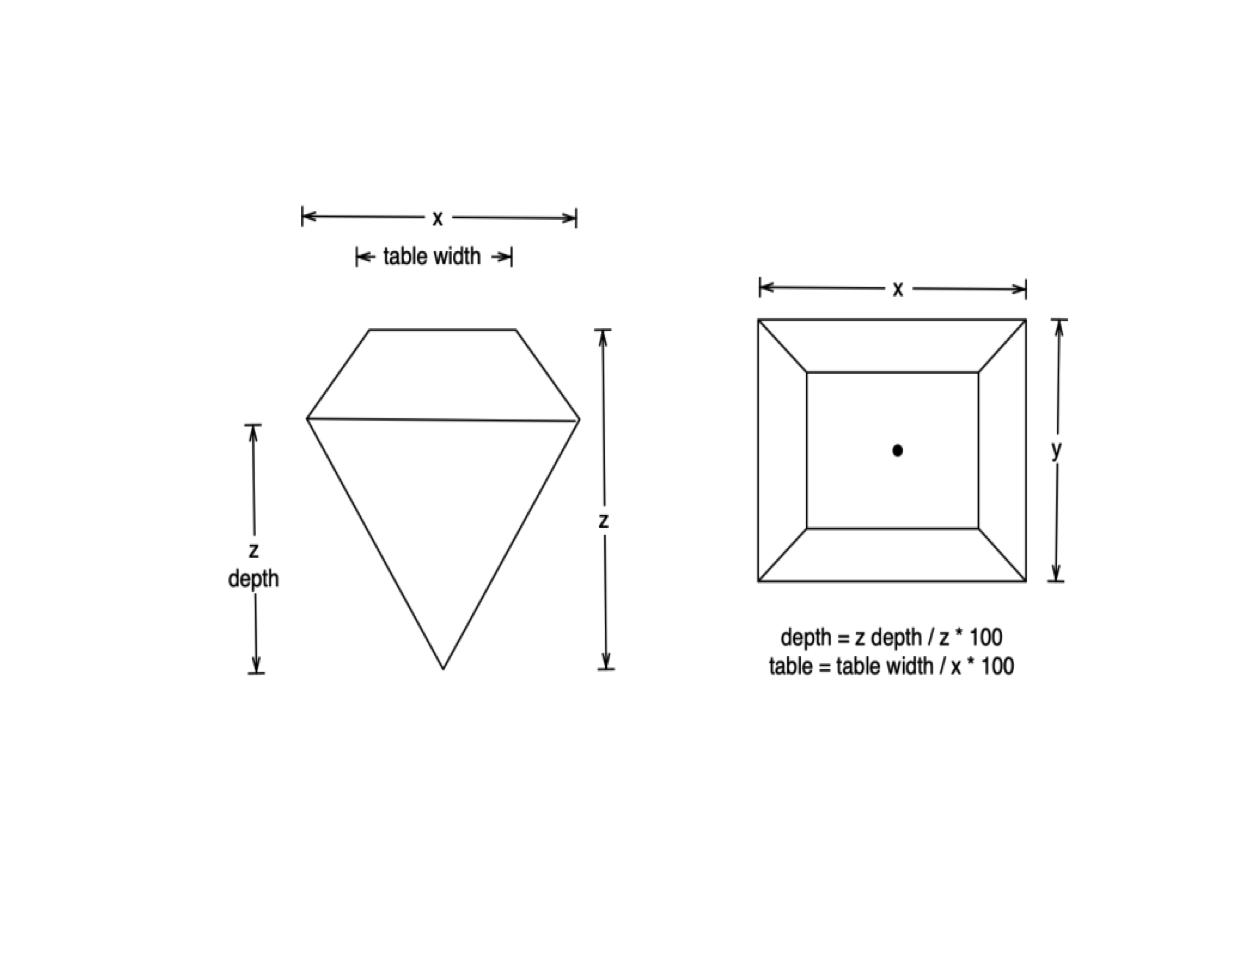 x
table width
z
depth
z
x
y
depth = z depth / z * 100
table = table width / x * 100